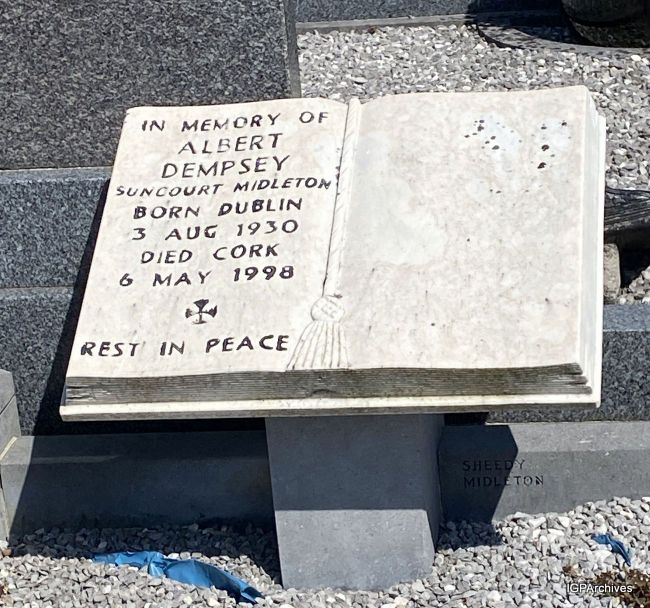 IN MEMORY OF
ALBERT
DEMPSEY
SUNCOURT MIDLETON
BORN DUBLIN
3 AUG 1930
DIED CORK
6 MAY 1998
REST IN PEACE
SHEEDY
MIDLETON
IGPArchives